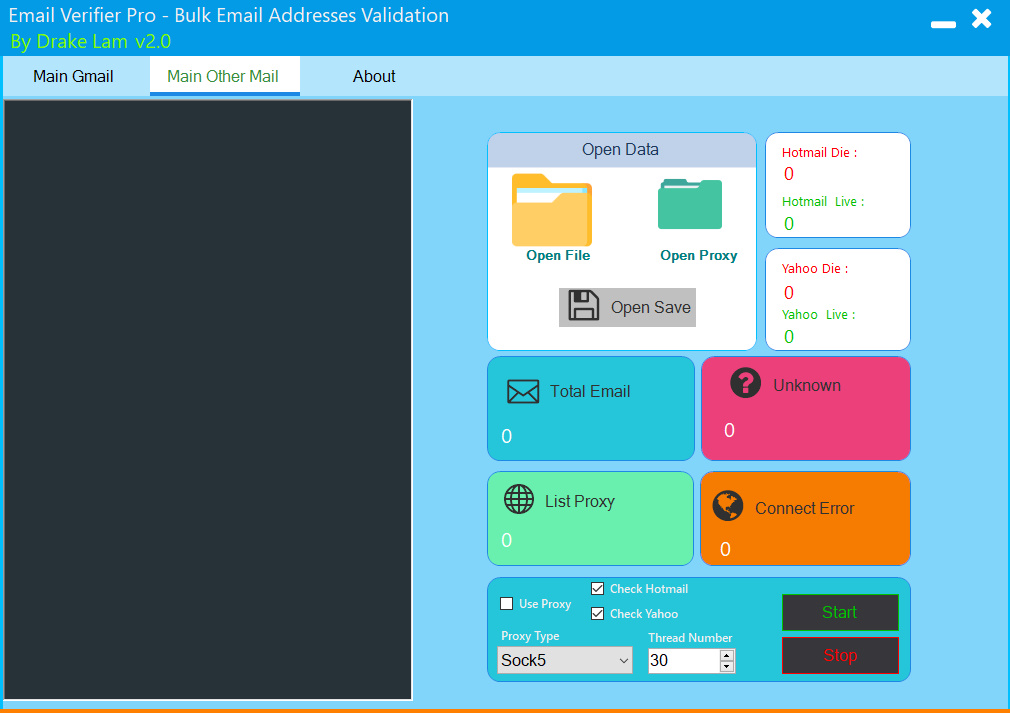 Email Verifier Pro - Bulk Email Addresses Validation
By Drake Lam v2.0
Main Gmail
Main Other Mail
About
Open Data
Open File
Open Proxy
Open Save
Hotmail Die :
0
Hotmail Live :
0
Yahoo Die :
0
Yahoo Live :
0
Total Email
0
Unknown
0
List Proxy
0
Connect Error
0
Use Proxy
Check Hotmail
Check Yahoo
Proxy Type
Sock5
Thread Number
30
Start
Stop